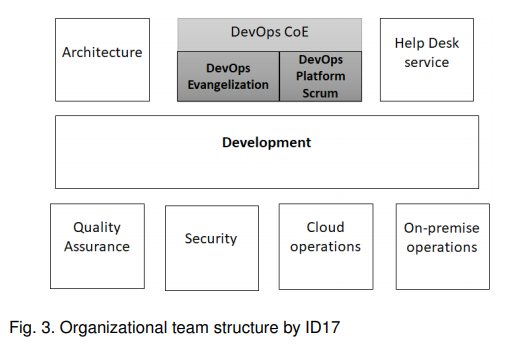 Architecture
DevOps CoE
DevOps
Evangelization
DevOps
Platform
Scrum
Help Desk
service
Development
Quality
Assurance
Security
Cloud
operations
On-premise
operations
Fig. 3. Organizational team structure by ID17